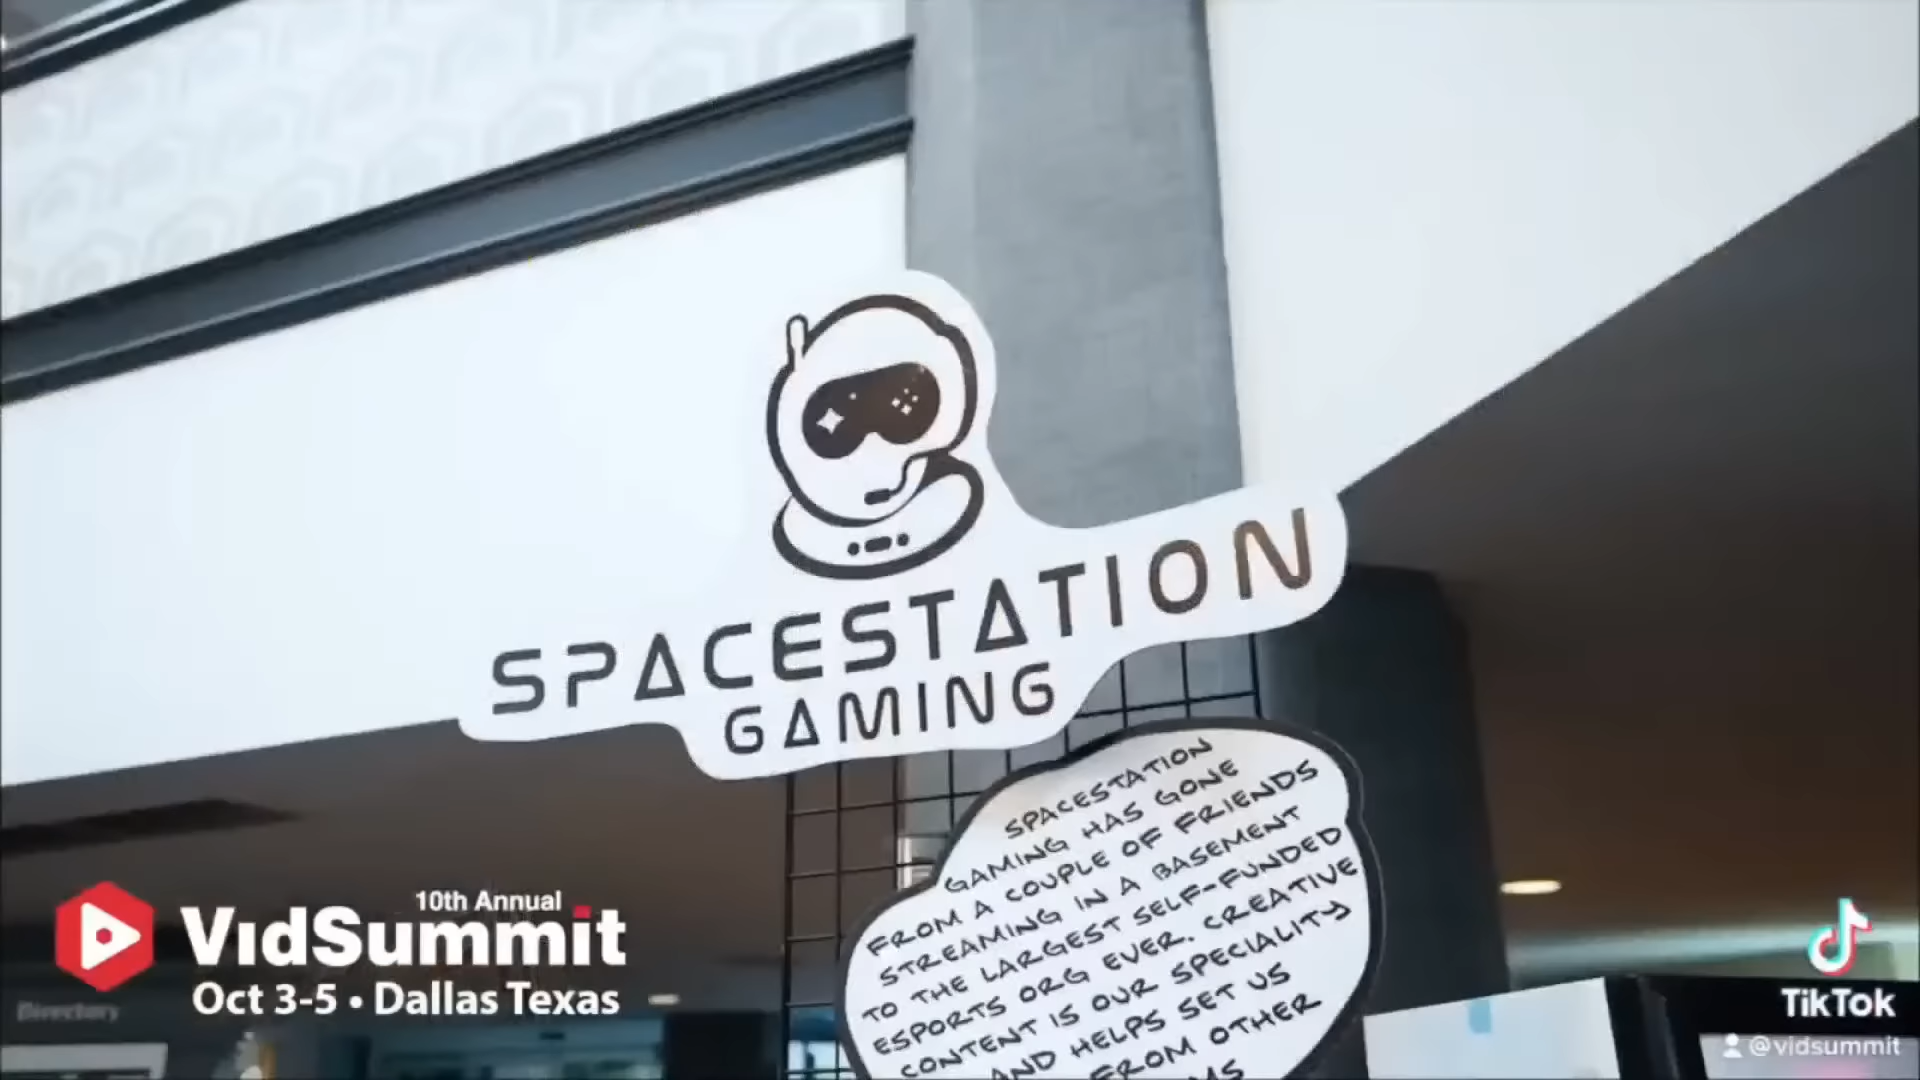 SPACESTATION
GAMING
SPACESTATION
GAMING HAS GONE
FROM A COUPLE OF FRIENDS
STREAMING IN A BASEMENT
TO THE LARGEST SELF-FUNDED
ESPORTS ORG EVER. CREATIVE
CONTENT IS OUR SPECIALITY
AND HELPS SET US
FROM OTHER
10th Annual
VidSummit
Oct 3-5 • Dallas Texas
Directory
TikTok
@vidsummit